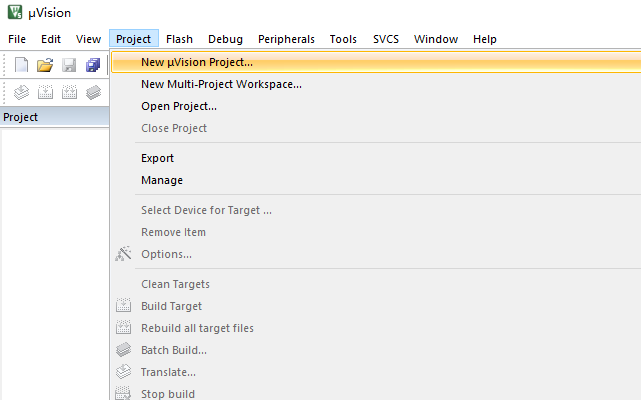 μVision
File Edit View Project Flash Debug Peripherals Tools SVCS Window Help
New μVision Project...
New Multi-Project Workspace...
Open Project...
Project
Close Project
Export
Manage
Select Device for Target ...
Remove Item
Options...
Clean Targets
Build Target
Rebuild all target files
Batch Build...
Translate...
Stop build